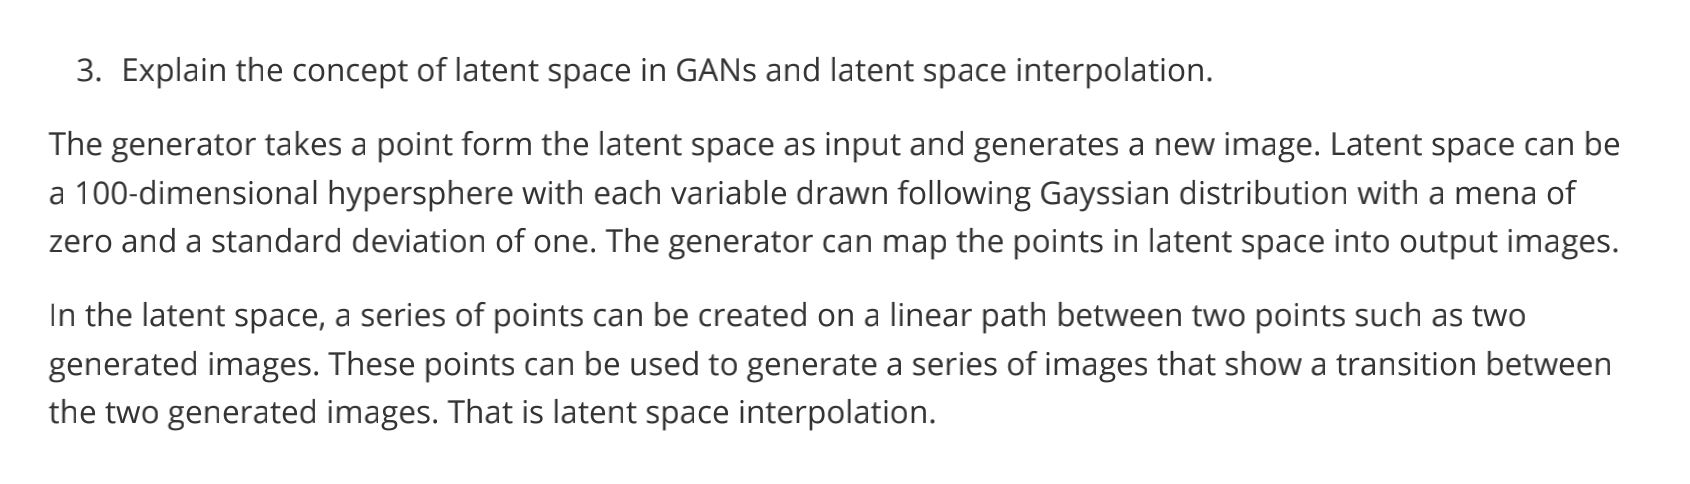 3. Explain the concept of latent space in GANs and latent space interpolation.
The generator takes a point form the latent space as input and generates a new image. Latent space can be
a 100-dimensional hypersphere with each variable drawn following Gayssian distribution with a mena of
zero and a standard deviation of one. The generator can map the points in latent space into output images.
In the latent space, a series of points can be created on a linear path between two points such as two
generated images. These points can be used to generate a series of images that show a transition between
the two generated images. That is latent space interpolation.